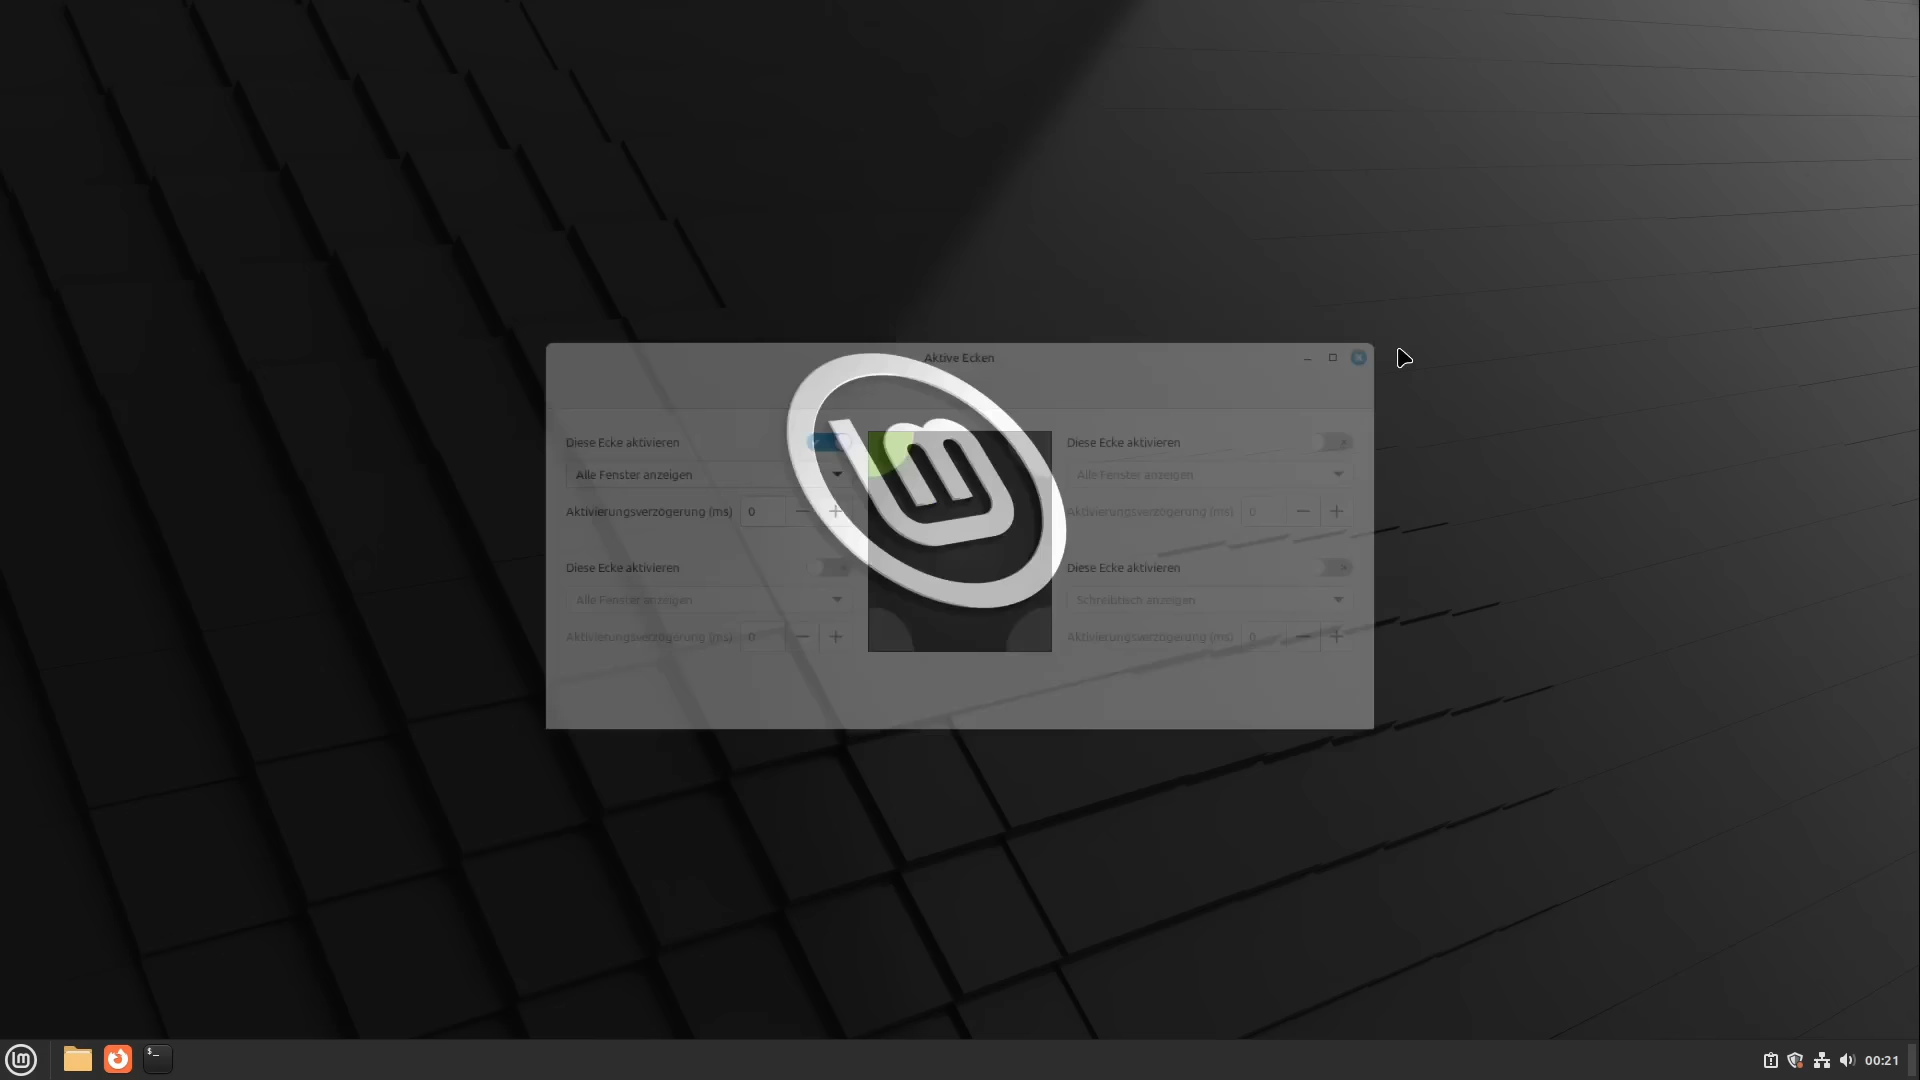 Aktive Ecken
Diese Ecke aktivieren
Alle Fenster anzeigen
Aktivierungsverzögerung (ms) 0
Diese Ecke aktivieren
Alle Fenster anzeigen
Aktivierungsverzögerung (ms) 0
Diese Ecke aktivieren
Alle Fenster anzeigen
Aktivierungsverzögerung (ms) 0
Diese Ecke aktivieren
Schreibtisch anzeigen
Aktivierungsverzögerung (ms) 0
$_
00:21